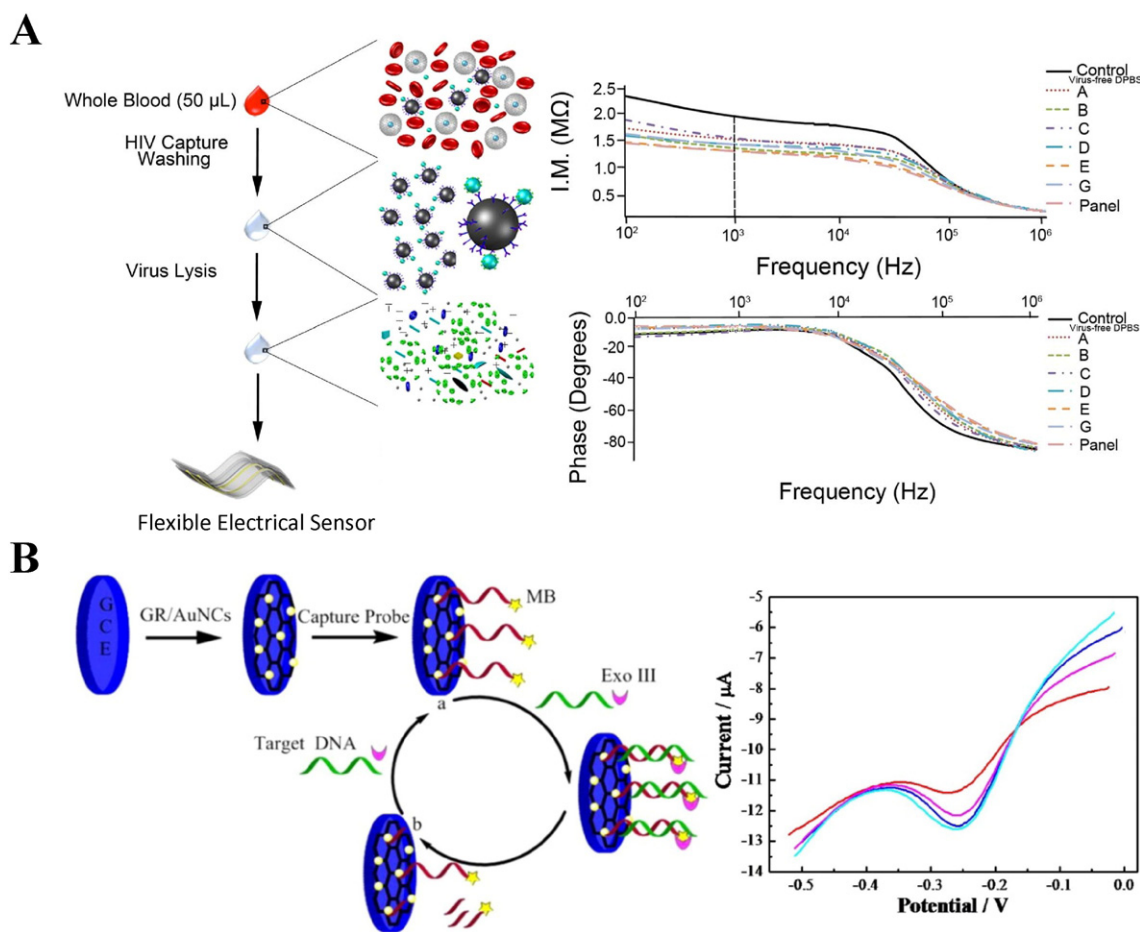 A
Whole Blood (50 µL)
HIV Capture
Washing
Virus Lysis
Flexible Electrical Sensor
I.M. (MΩ)
2.5
2.0
1.5
1.0
0.5
10² 10³ 10⁴ 10⁵ 10⁶
Frequency (Hz)
Control
Virus-free DPBS
A
B
C
D
E
G
Panel
10² 10³ 10⁴ 10⁵ 10⁶
Phase (Degrees)
0.0
-20
-40
-60
-80
Frequency (Hz)
Control
Virus-free DPBS
A
B
C
D
E
G
Panel
B
GCE
GR/AuNCs
Capture Probe
MB
Exo III
a
Target DNA
b
Current / µA
-5
-6
-7
-8
-9
-10
-11
-12
-13
-14
-0.5 -0.4 -0.3 -0.2 -0.1 0.0
Potential / V